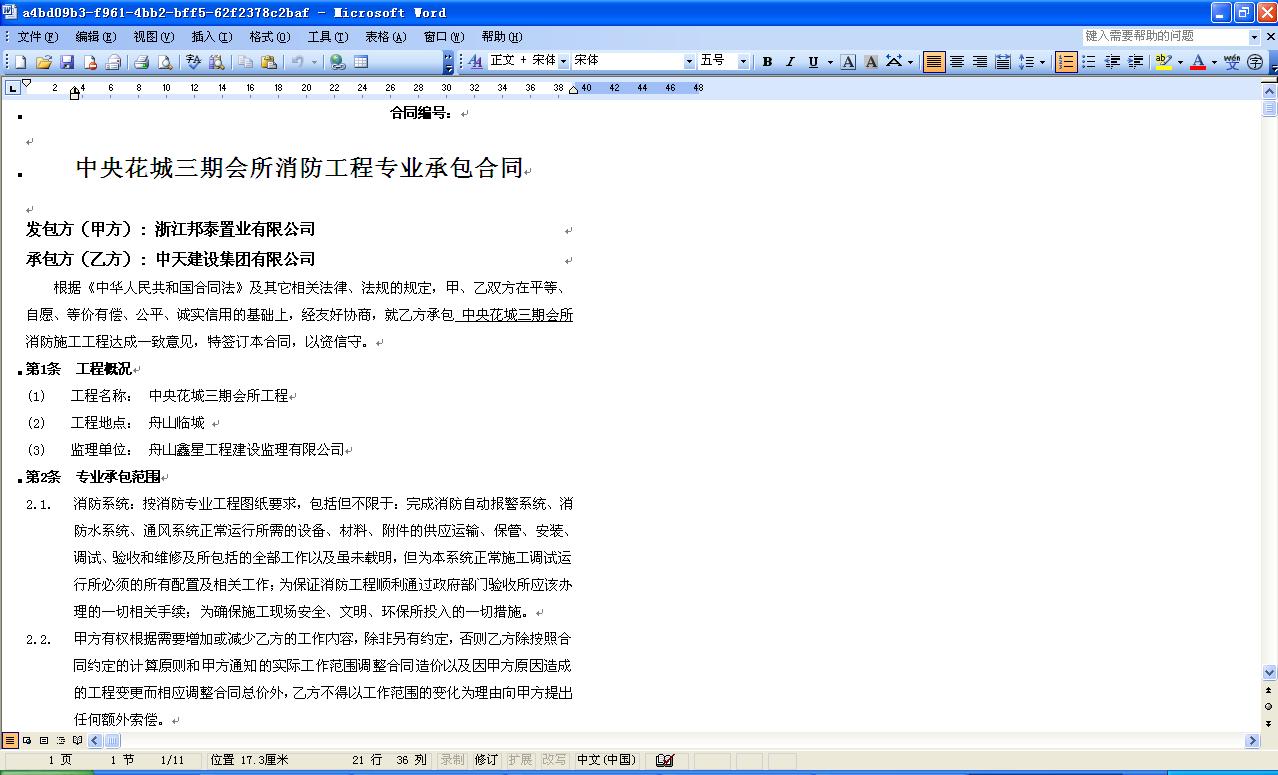 a4bd09b3-f961-4bb2-bff5-62f2378c2baf - Microsoft Word
文件(F) 编辑(E) 视图(V) 插入(I) 格式(O) 工具(T) 表格(A) 窗口(W) 帮助(H) 键入需要帮助的问题
正文 + 宋体 宋体 五号 B I U A A A
2 4 6 8 10 12 14 16 18 20 22 24 26 28 30 32 34 36 38 40 42 44 46 48
合同编号：
中央花城三期会所消防工程专业承包合同
发包方（甲方）：浙江邦泰置业有限公司
承包方（乙方）：中天建设集团有限公司
根据《中华人民共和国合同法》及其它相关法律、法规的规定，甲、乙双方在平等、
自愿、等价有偿、公平、诚实信用的基础上，经友好协商，就乙方承包 中央花城三期会所
消防施工工程达成一致意见，特签订本合同，以资信守。
第1条 工程概况
(1) 工程名称： 中央花城三期会所工程
(2) 工程地点： 舟山临城
(3) 监理单位： 舟山鑫星工程建设监理有限公司
第2条 专业承包范围
2.1. 消防系统：按消防专业工程图纸要求，包括但不限于：完成消防自动报警系统、消
防水系统、通风系统正常运行所需的设备、材料、附件的供应运输、保管、安装、
调试、验收和维修及所包括的全部工作以及虽未载明，但为本系统正常施工调试运
行所必须的所有配置及相关工作；为保证消防工程顺利通过政府部门验收所应该办
理的一切相关手续；为确保施工现场安全、文明、环保所投入的一切措施。
2.2. 甲方有权根据需要增加或减少乙方的工作内容，除非另有约定，否则乙方除按照合
同约定的计算原则和甲方通知的实际工作范围调整合同造价以及因甲方原因造成
的工程变更而相应调整合同总价外，乙方不得以工作范围的变化为理由向甲方提出
任何额外索偿。
1 页 1 节 1/11 位置 17.3厘米 21 行 36 列 录制 修订 扩展 改写 中文(中国)